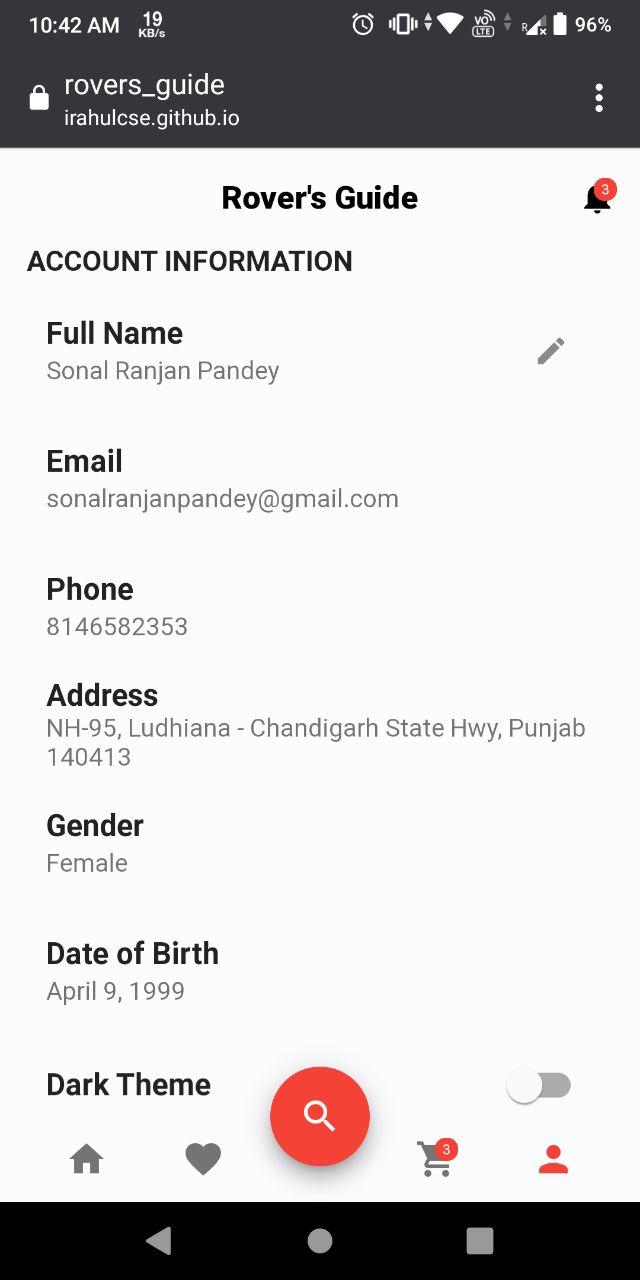 10:42 AM 19 KB/s VO LTE R 96%
rovers_guide
irahulcse.github.io
Rover's Guide 3
ACCOUNT INFORMATION
Full Name
Sonal Ranjan Pandey
Email
sonalranjanpandey@gmail.com
Phone
8146582353
Address
NH-95, Ludhiana - Chandigarh State Hwy, Punjab
140413
Gender
Female
Date of Birth
April 9, 1999
Dark Theme
3